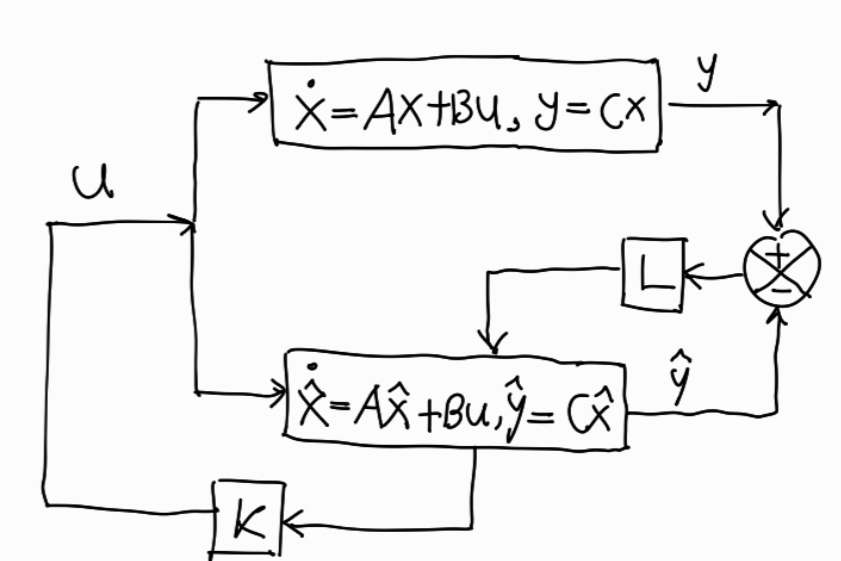 y
ẋ=Ax+Bu, y=Cx
u
+
L
−
ŷ
x̂̇=Ax̂+Bu, ŷ=Cx̂
K